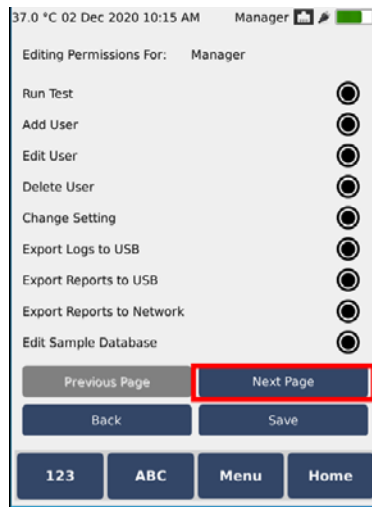 37.0 °C 02 Dec 2020 10:15 AM Manager
Editing Permissions For: Manager
Run Test
Add User
Edit User
Delete User
Change Setting
Export Logs to USB
Export Reports to USB
Export Reports to Network
Edit Sample Database
Previous Page Next Page
Back Save
123 ABC Menu Home